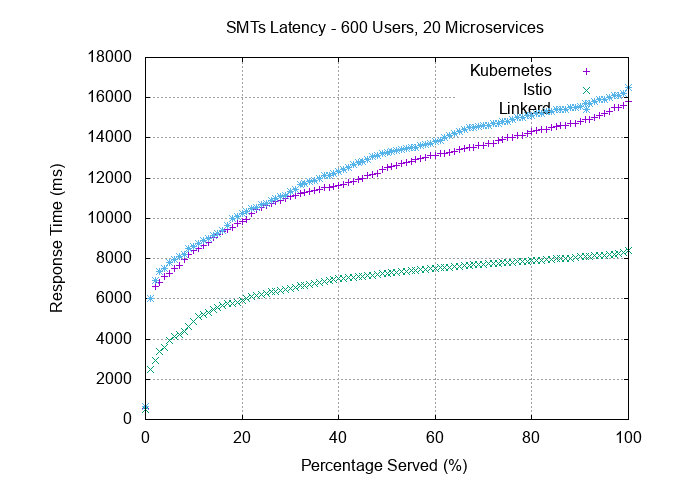 SMTs Latency - 600 Users, 20 Microservices
18000
16000
14000
12000
10000
8000
6000
4000
2000
0
Response Time (ms)
Kubernetes
Istio
Linkerd
0 20 40 60 80 100
Percentage Served (%)